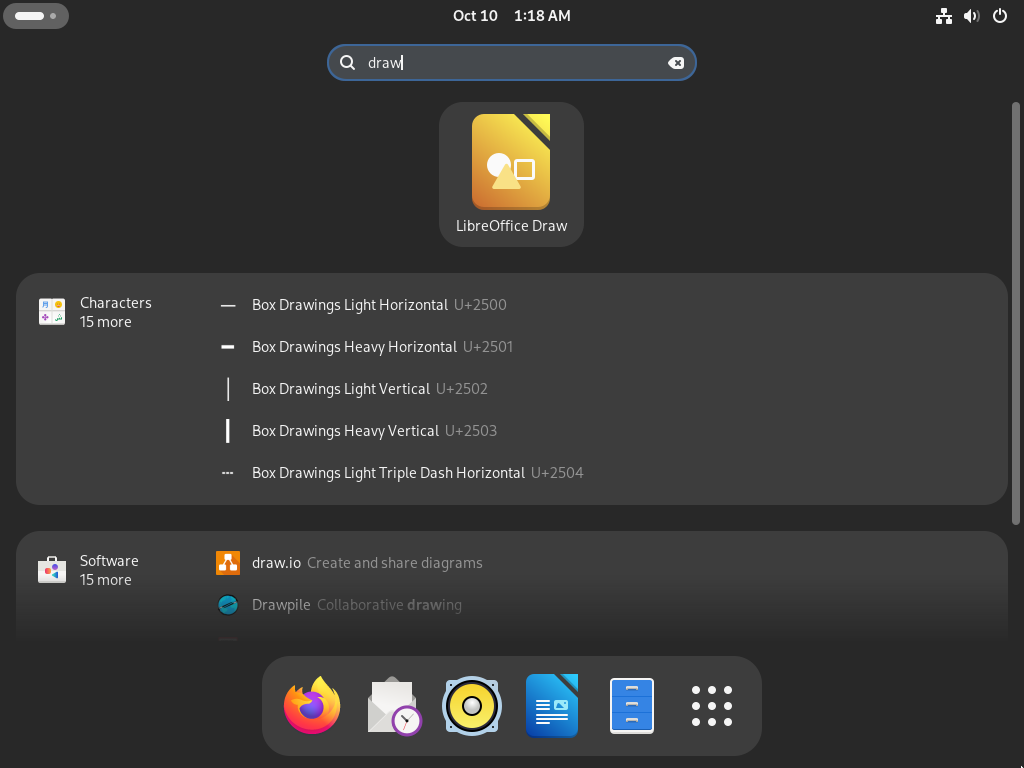 Oct 10 1:18 AM
draw
LibreOffice Draw
Characters
15 more
Box Drawings Light Horizontal U+2500
Box Drawings Heavy Horizontal U+2501
Box Drawings Light Vertical U+2502
Box Drawings Heavy Vertical U+2503
Box Drawings Light Triple Dash Horizontal U+2504
Software
15 more
draw.io Create and share diagrams
Drawpile Collaborative drawing